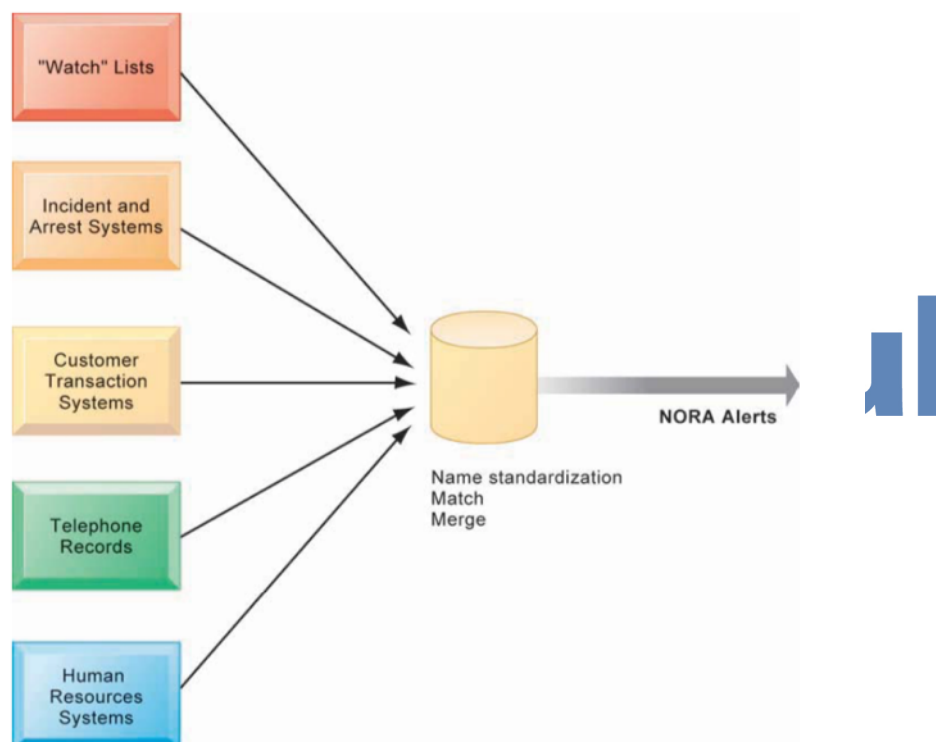 "Watch" Lists
Incident and
Arrest Systems
Customer
Transaction
Systems
Telephone
Records
Human
Resources
Systems
Name standardization
Match
Merge
NORA Alerts